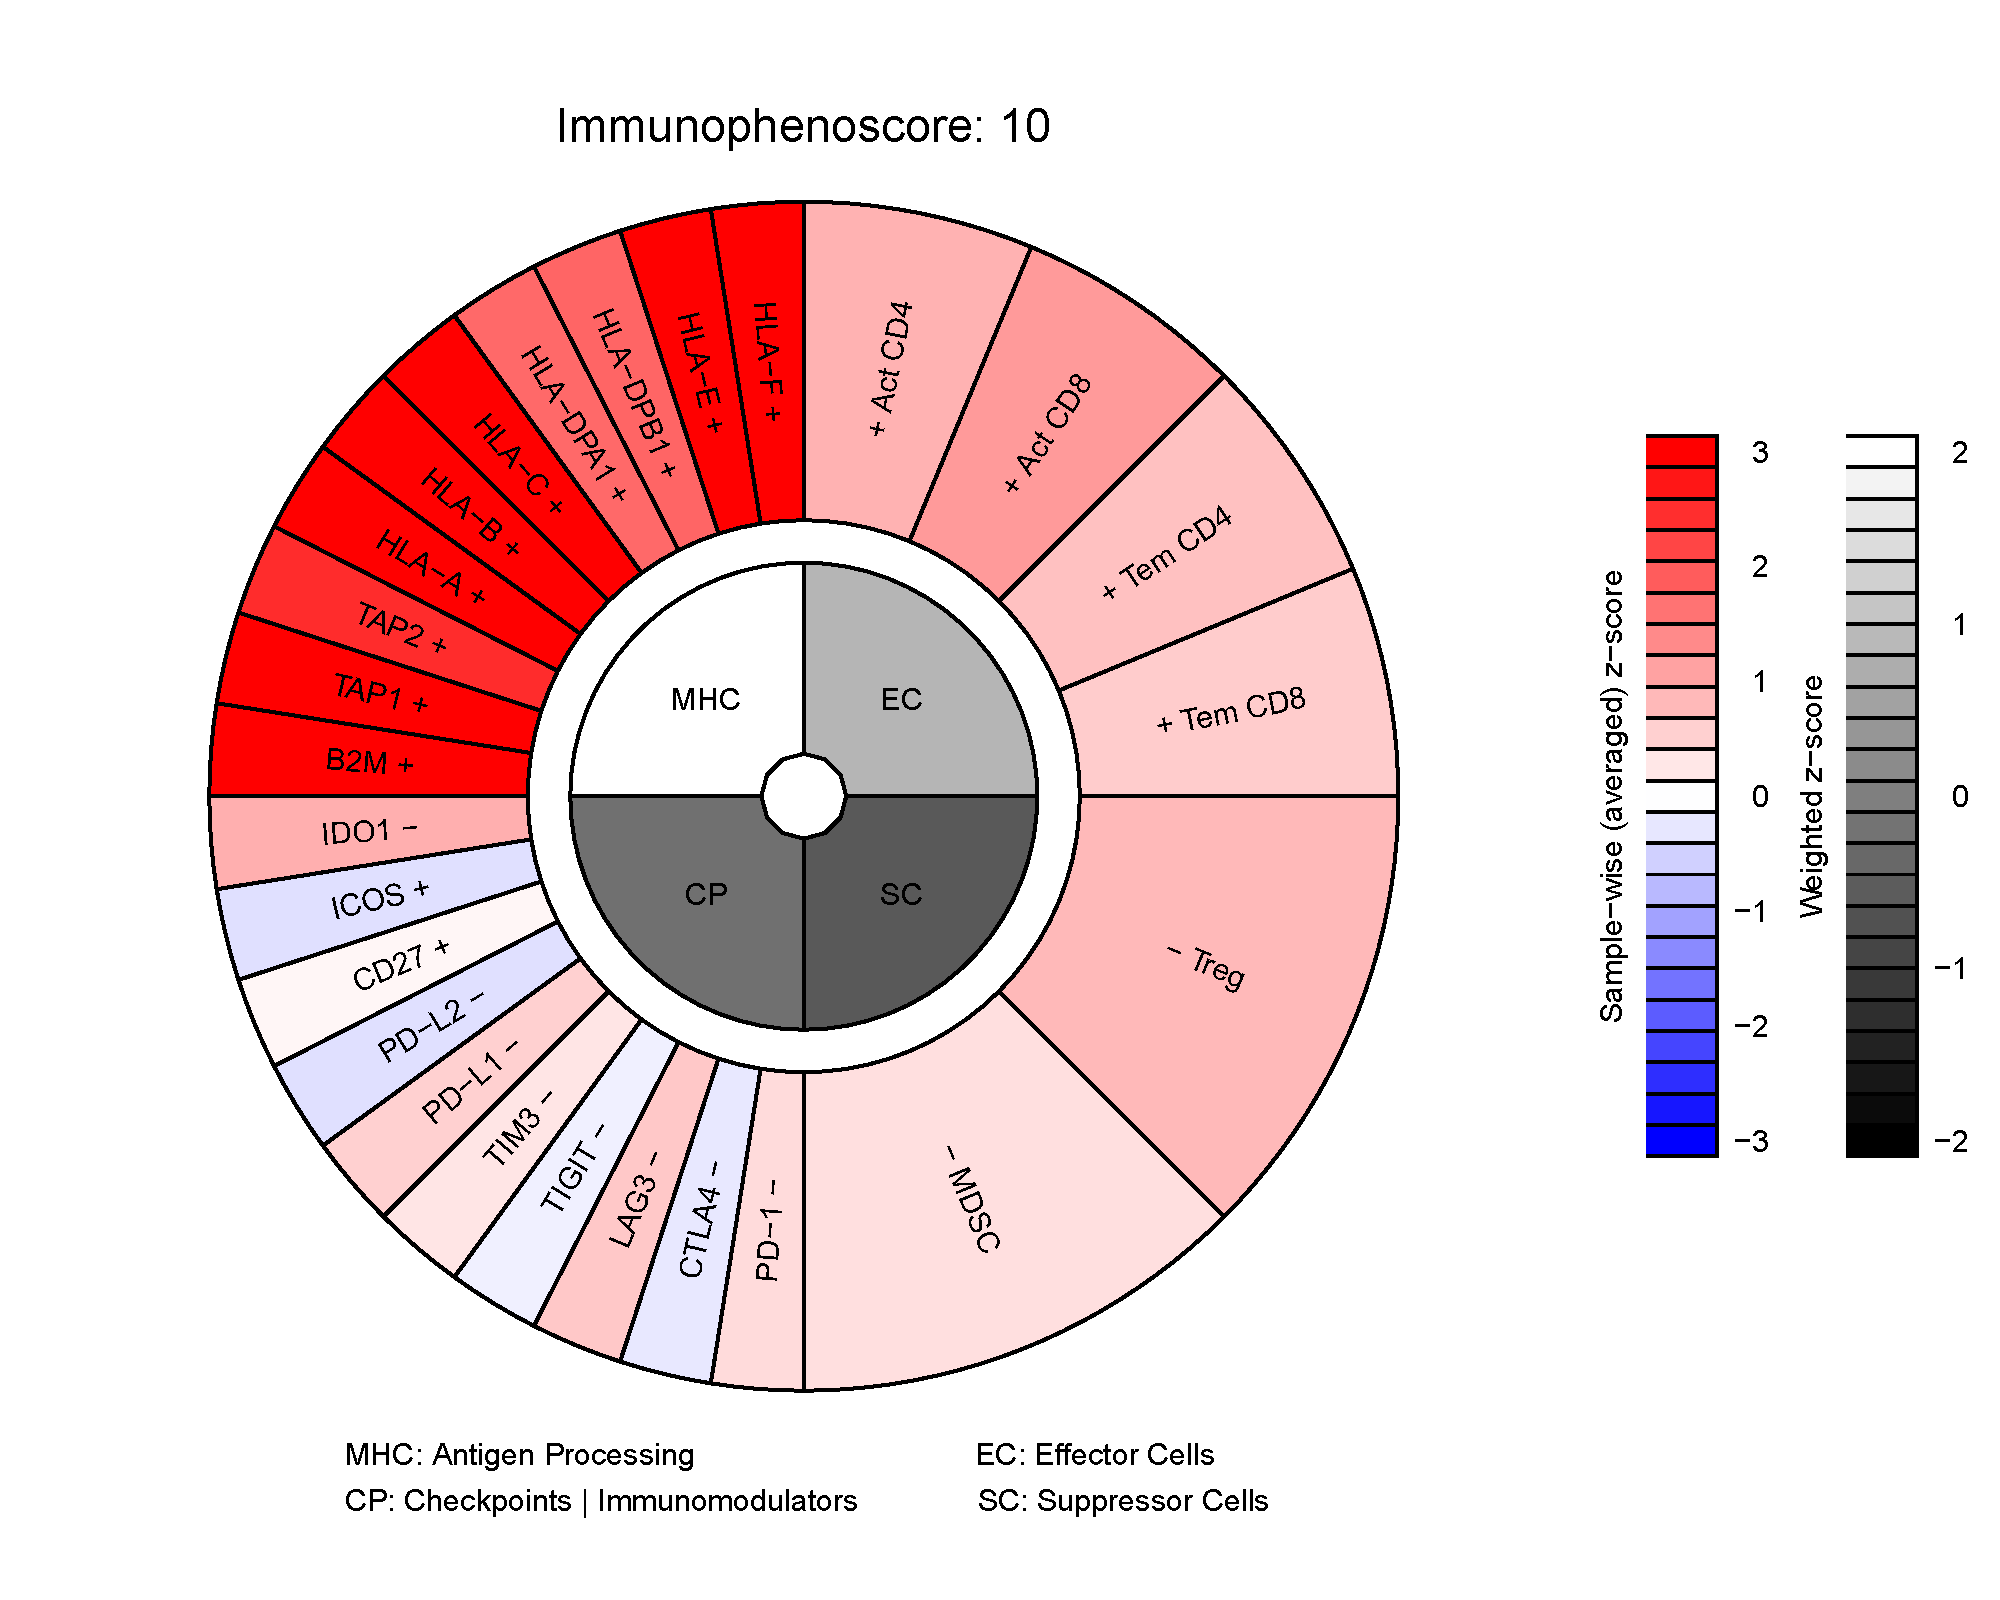 Immunophenoscore: 10
+ Act CD4
+ Act CD8
+ Tem CD4
+ Tem CD8
− Treg
− MDSC
PD−1 −
CTLA4 −
LAG3 −
TIGIT −
TIM3 −
PD−L1 −
PD−L2 −
CD27 +
ICOS +
IDO1 −
B2M +
TAP1 +
TAP2 +
HLA−A +
HLA−B +
HLA−C +
HLA−DPA1 +
HLA−DPB1 +
HLA−E +
HLA−F +
MHC
EC
CP
SC
Sample−wise (averaged) z−score
3
2
1
0
−1
−2
−3
Weighted z−score
2
1
0
−1
−2
MHC: Antigen Processing
EC: Effector Cells
CP: Checkpoints | Immunomodulators
SC: Suppressor Cells